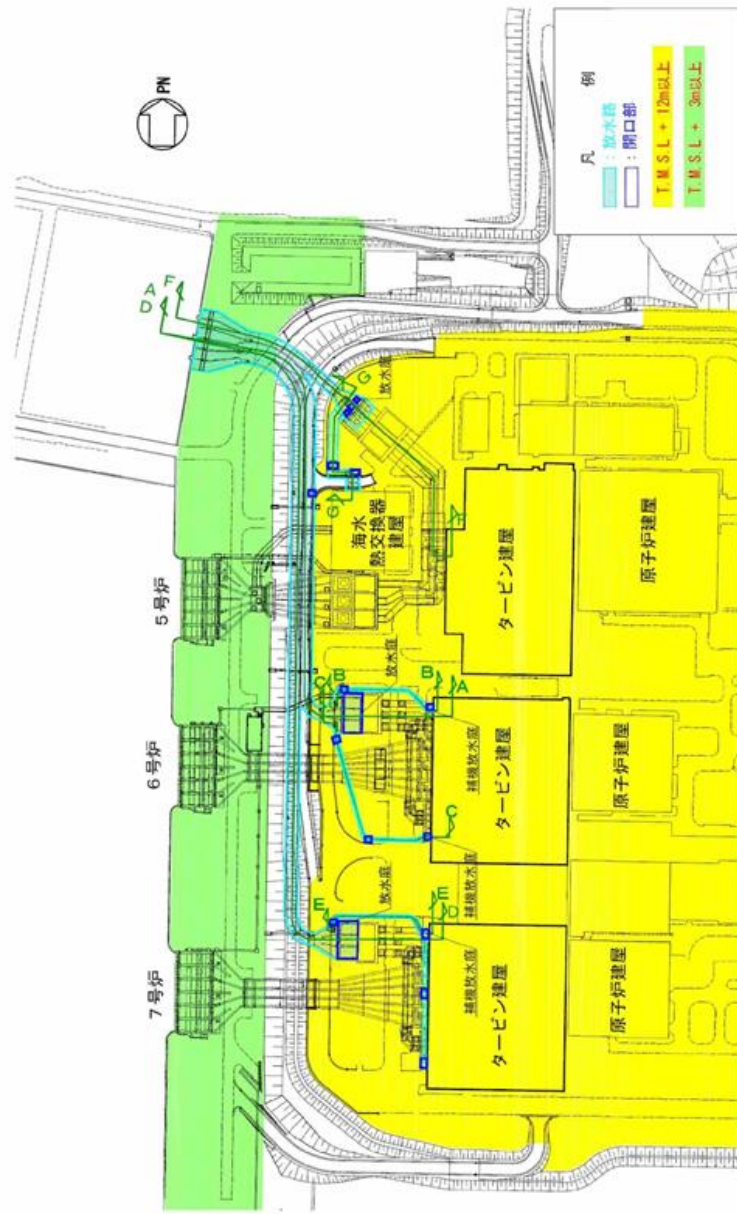 PN
凡 例
：放水路
：開口部
T.M.S.L + 12m以上
T.M.S.L + 3m以上
A
D
F
5号炉
6号炉
7号炉
G
放水庭
G
海水
熱交換器
建屋
F
タービン建屋
原子炉建屋
放水庭
C
B
B
A
補機放水庭
タービン建屋
原子炉建屋
C
補機放水庭
放水庭
E
E
D
補機放水庭
タービン建屋
原子炉建屋